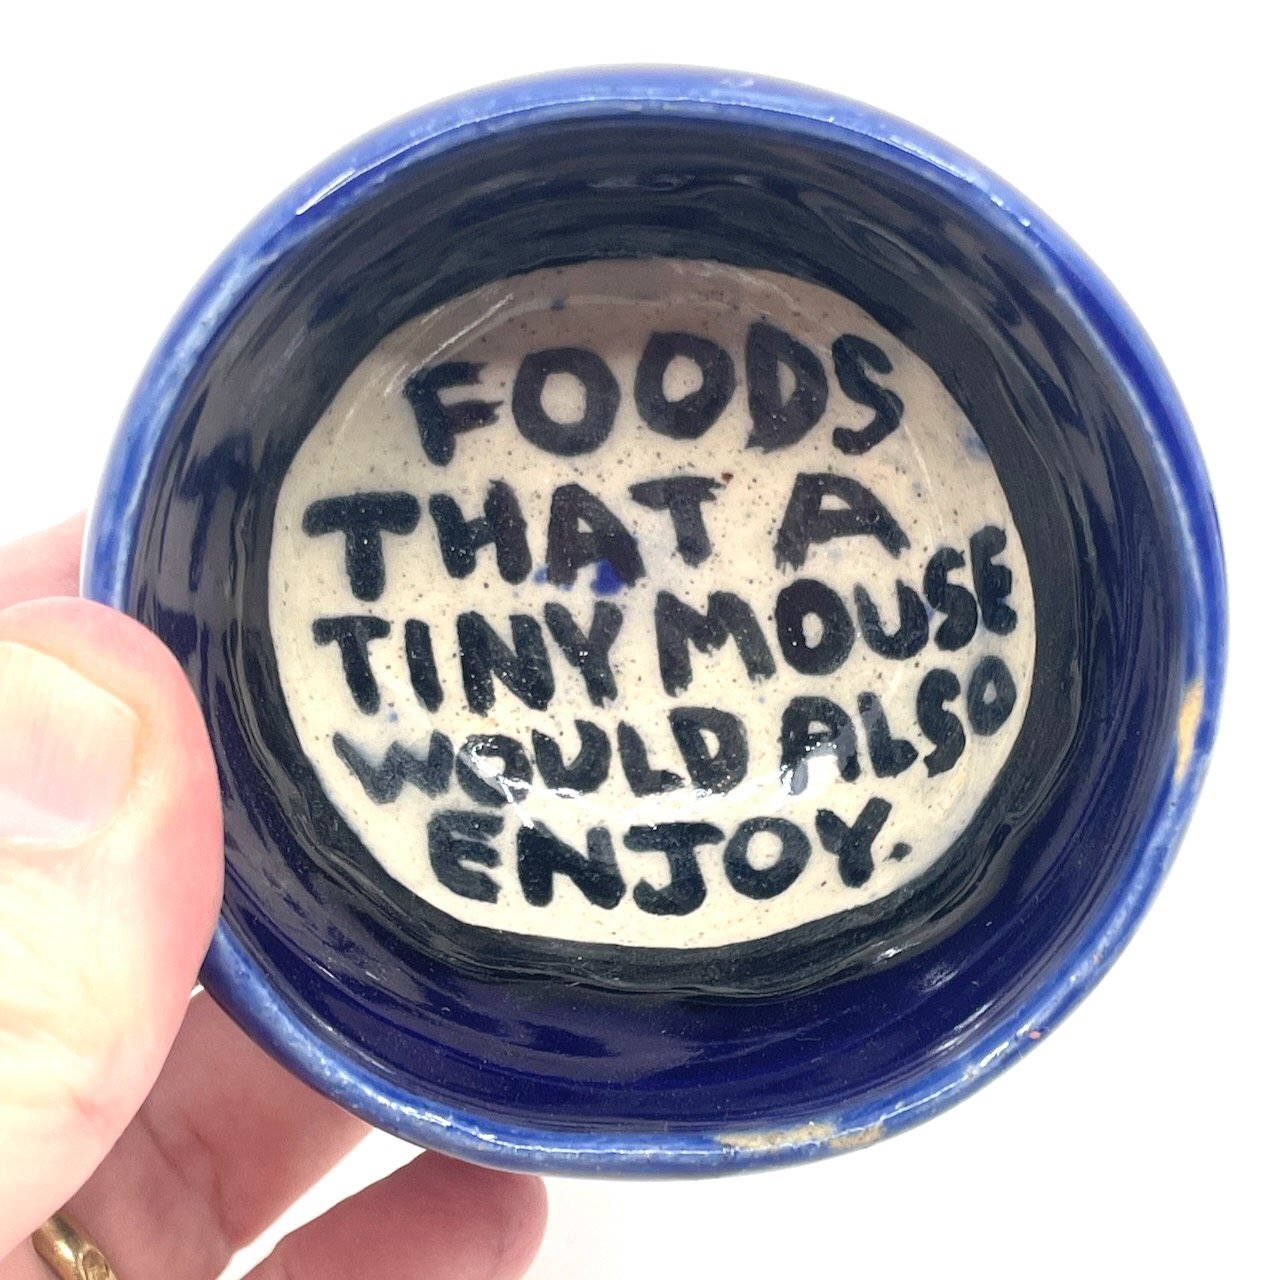 FOODS
THAT A
TINY MOUSE
WOULD ALSO
ENJOY.